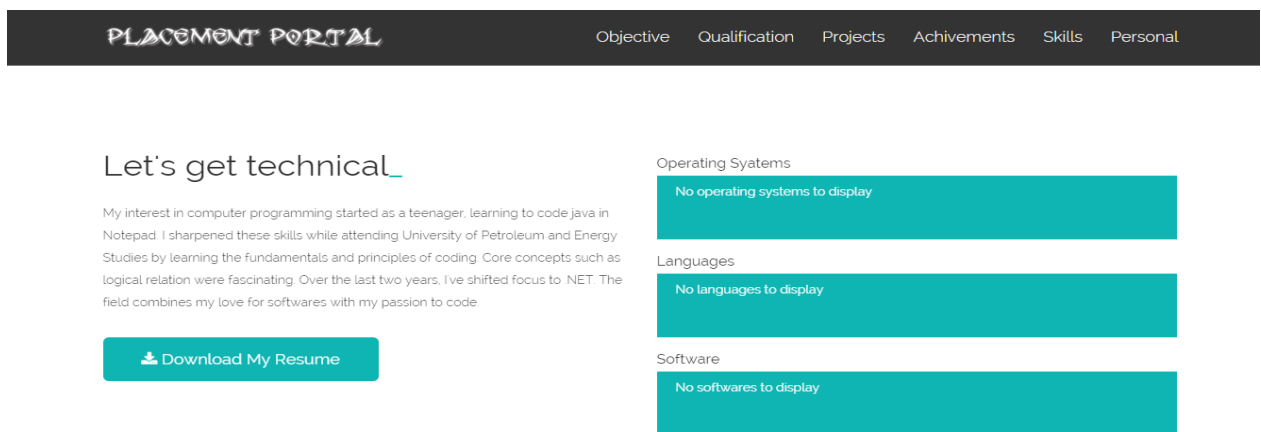 PLACEMENT PORTAL
Objective Qualification Projects Achivements Skills Personal
Let's get technical_
My interest in computer programming started as a teenager, learning to code java in
Notepad. I sharpened these skills while attending University of Petroleum and Energy
Studies by learning the fundamentals and principles of coding. Core concepts such as
logical relation were fascinating. Over the last two years, I've shifted focus to .NET. The
field combines my love for softwares with my passion to code.
Download My Resume
Operating Syatems
No operating systems to display
Languages
No languages to display
Software
No softwares to display